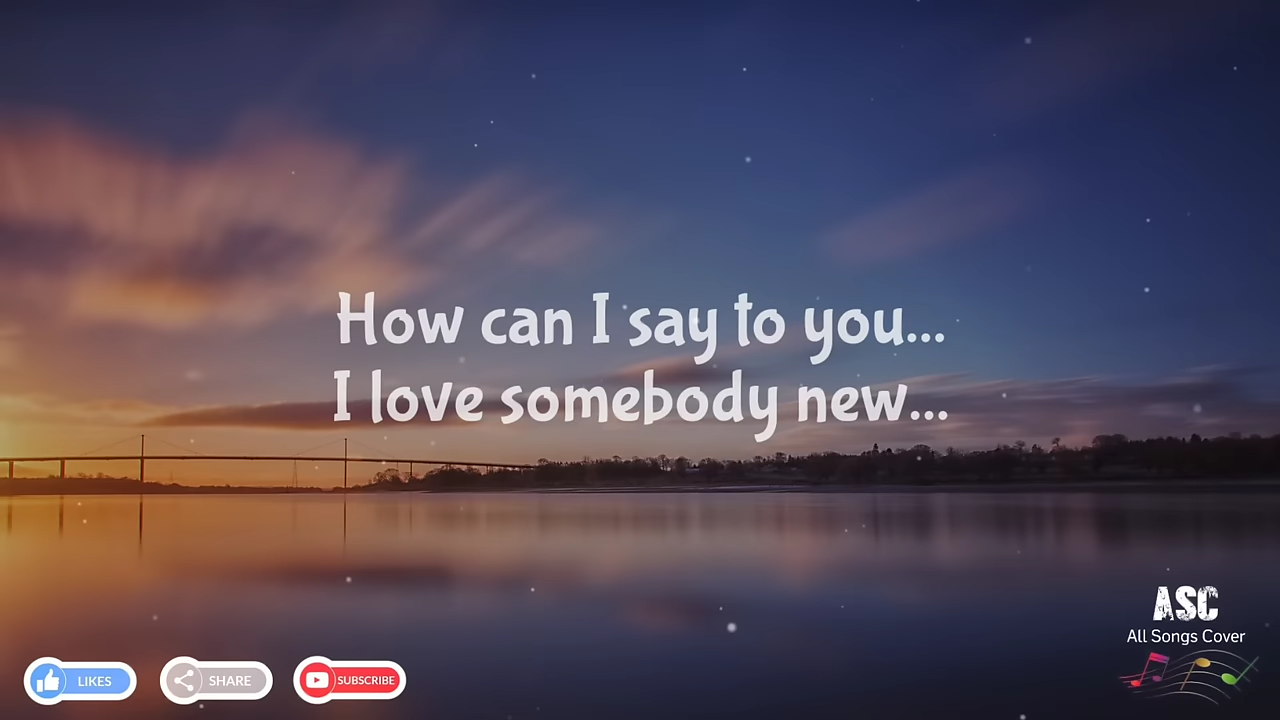 How can I say to you...
I love somebody new...
ASC
All Songs Cover
LIKES
SHARE
SUBSCRIBE